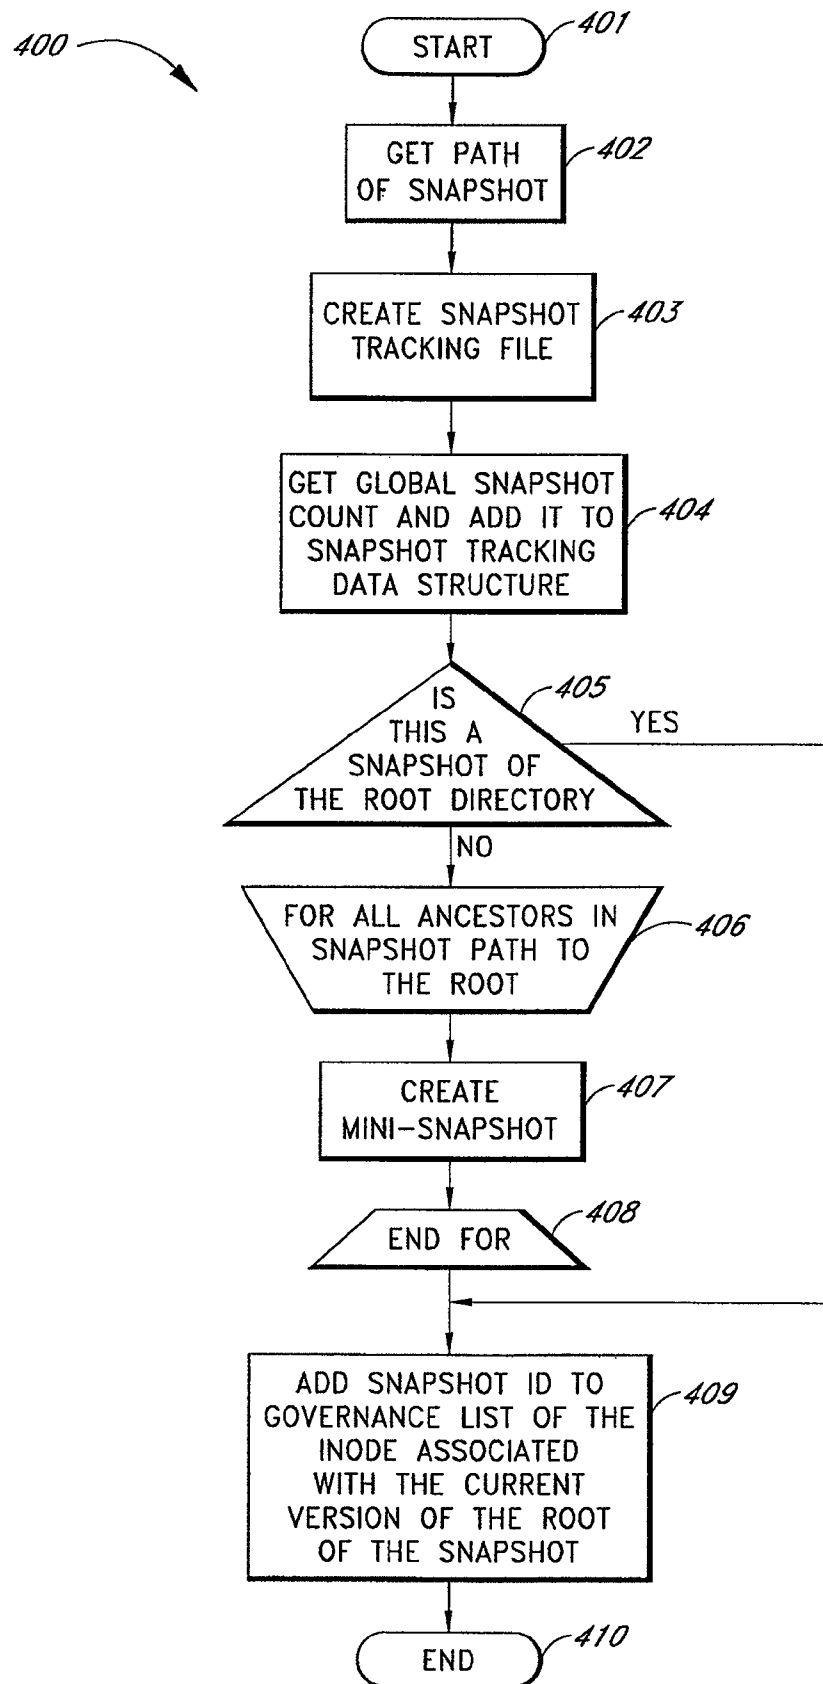 400
START
401
GET PATH
OF SNAPSHOT
402
CREATE SNAPSHOT
TRACKING FILE
403
GET GLOBAL SNAPSHOT
COUNT AND ADD IT TO
SNAPSHOT TRACKING
DATA STRUCTURE
404
IS
THIS A
SNAPSHOT OF
THE ROOT DIRECTORY
405
YES
NO
FOR ALL ANCESTORS IN
SNAPSHOT PATH TO
THE ROOT
406
CREATE
MINI-SNAPSHOT
407
END FOR
408
ADD SNAPSHOT ID TO
GOVERNANCE LIST OF THE
INODE ASSOCIATED
WITH THE CURRENT
VERSION OF THE ROOT
OF THE SNAPSHOT
409
END
410